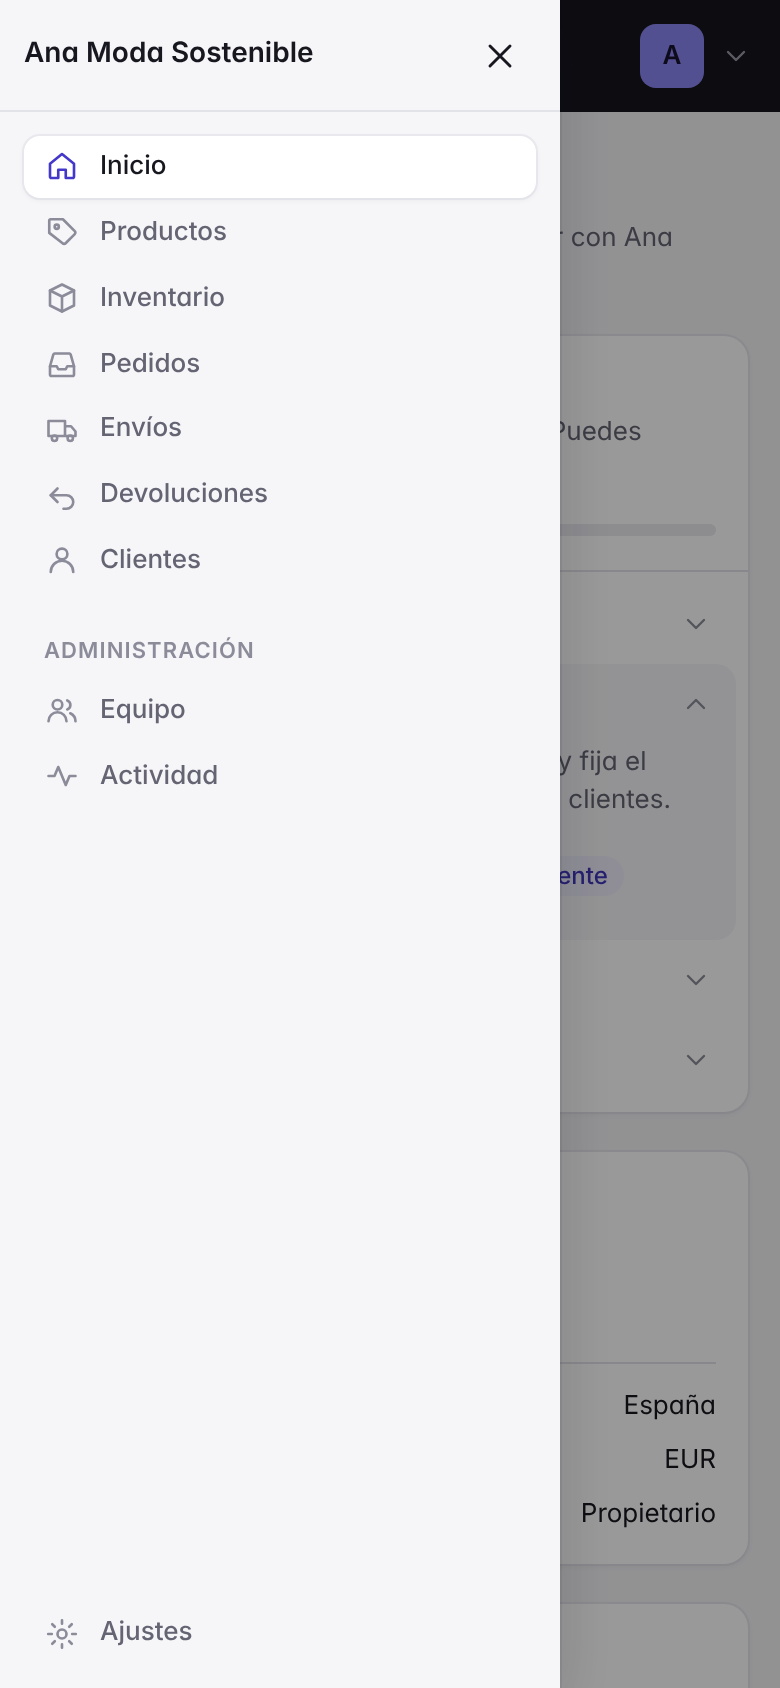 Ana Moda Sostenible
A
Inicio
Productos
con Ana
Inventario
Pedidos
Envíos
Puedes
Devoluciones
Clientes
ADMINISTRACIÓN
Equipo
Actividad
y fija el
clientes.
ente
España
EUR
Propietario
Ajustes